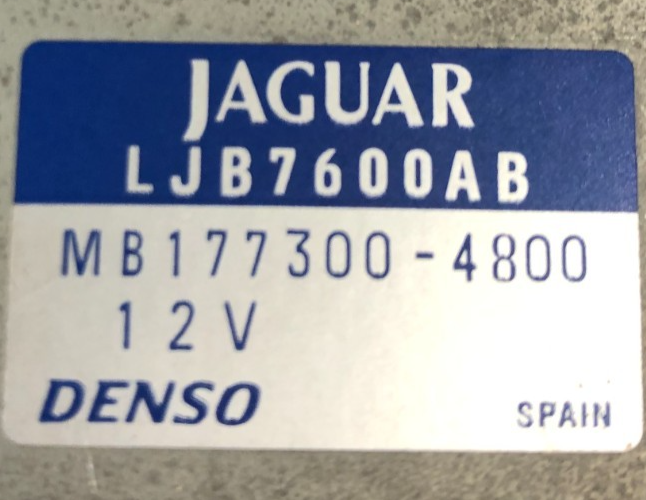 JAGUAR
LJB7600AB
MB177300-4800
12V
DENSO
SPAIN